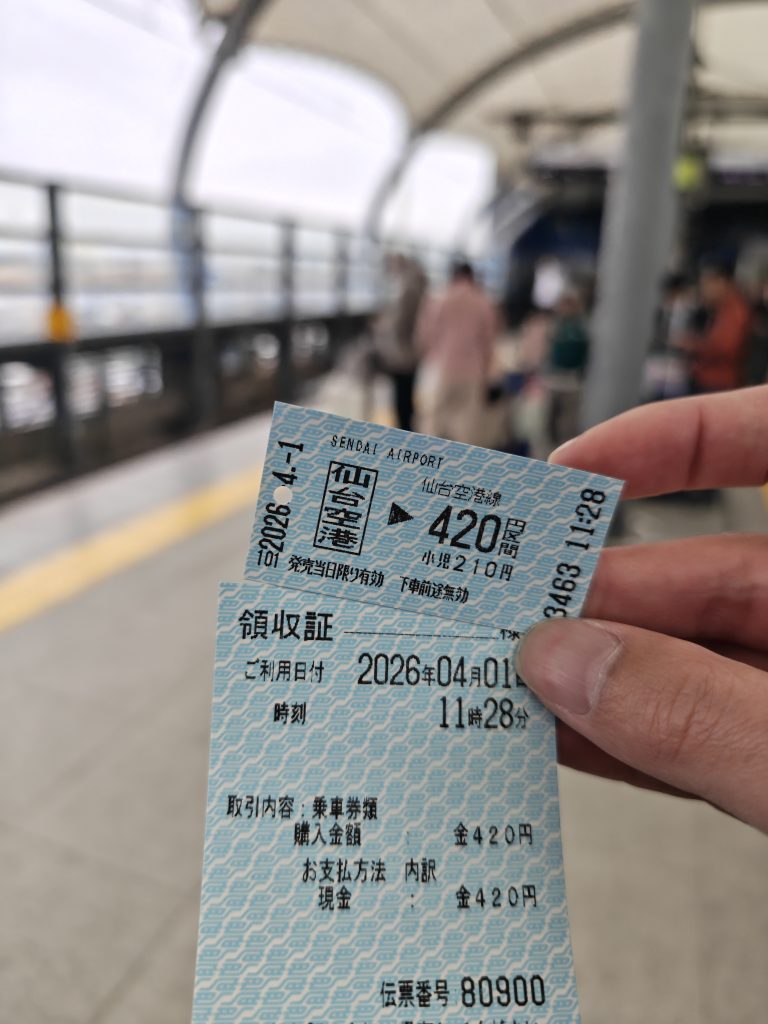 SENDAI AIRPORT
2026.4.-1
仙台空港
仙台空港線
▶ 420円区間
小児210円
101 発売当日限り有効 下車前途無効
3463 11:28
領収証
様
ご利用日付 2026年04月01日
時刻 11時28分
取引内容:乗車券類
購入金額 : 金420円
お支払方法 内訳
現金 : 金420円
伝票番号 80900